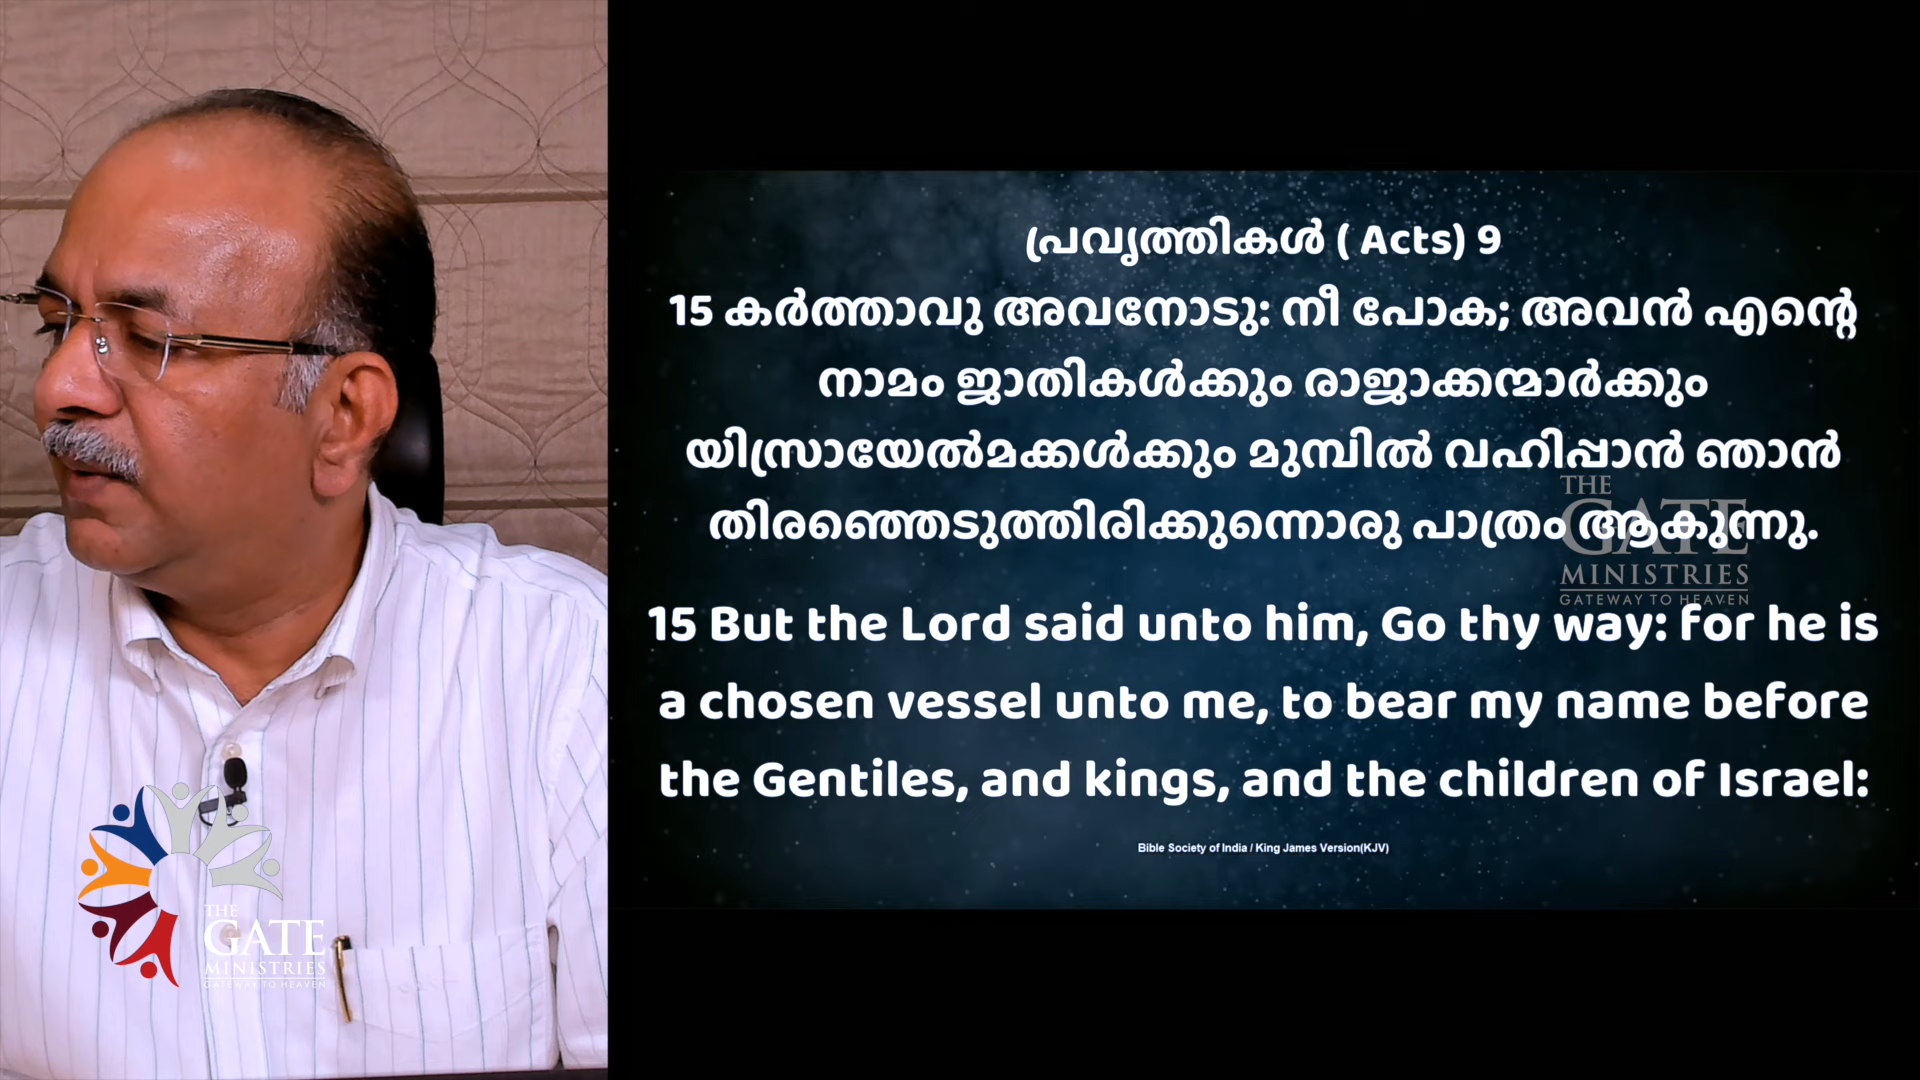 പ്രവൃത്തികൾ ( Acts) 9
15 കർത്താവു അവനോടു: നീ പോക; അവൻ എന്റെ
നാമം ജാതികൾക്കും രാജാക്കന്മാർക്കും
യിസ്രായേൽമക്കൾക്കും മുമ്പിൽ വഹിപ്പാൻ ഞാൻ
തിരഞ്ഞെടുത്തിരിക്കുന്നൊരു പാത്രം ആകുന്നു.
15 But the Lord said unto him, Go thy way: for he is
a chosen vessel unto me, to bear my name before
the Gentiles, and kings, and the children of Israel:
Bible Society of India / King James Version(KJV)
THE
GATE
MINISTRIES
GATEWAY TO HEAVEN
THE
GATE
MINISTRIES
GATEWAY TO HEAVEN